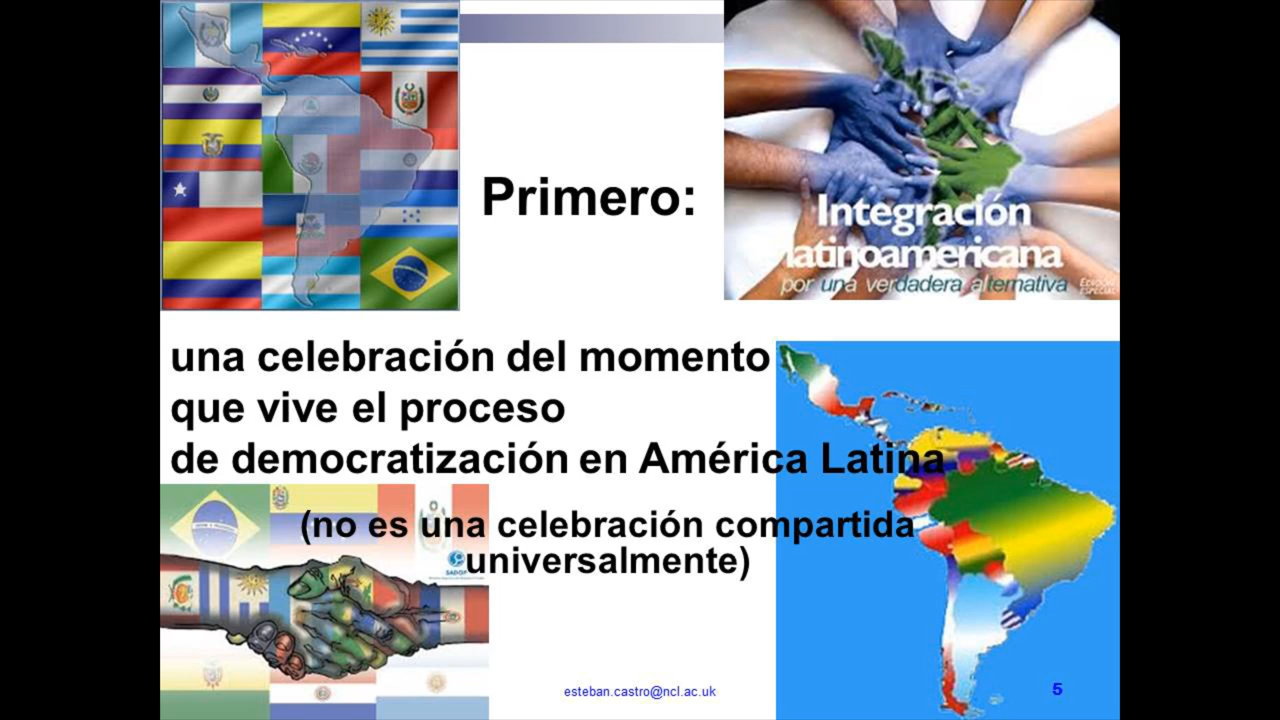 Primero:
Integración
latinoamericana
por una verdadera alternativa
una celebración del momento
que vive el proceso
de democratización en América Latina
(no es una celebración compartida
universalmente)
SADOP
esteban.castro@ncl.ac.uk
5